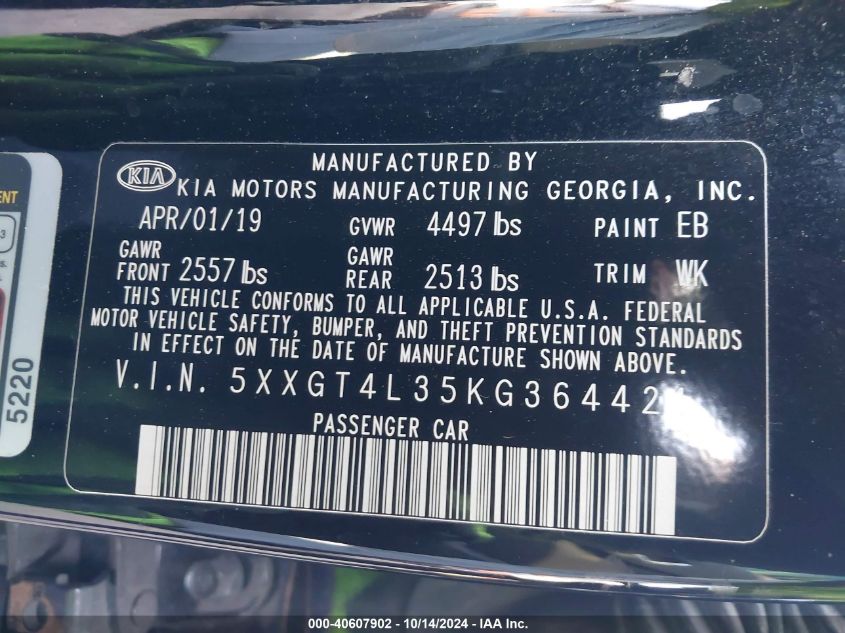 MANUFACTURED BY
KIA KIA MOTORS MANUFACTURING GEORGIA, INC.
APR/01/19 GVWR 4497 lbs PAINT EB
GAWR FRONT 2557 lbs GAWR REAR 2513 lbs TRIM WK
THIS VEHICLE CONFORMS TO ALL APPLICABLE U.S.A. FEDERAL
MOTOR VEHICLE SAFETY, BUMPER, AND THEFT PREVENTION STANDARDS
IN EFFECT ON THE DATE OF MANUFACTURE SHOWN ABOVE.
V.I.N.
PASSENGER CAR
5220
000-40607902 / 10/14/2024 - IAA Inc.